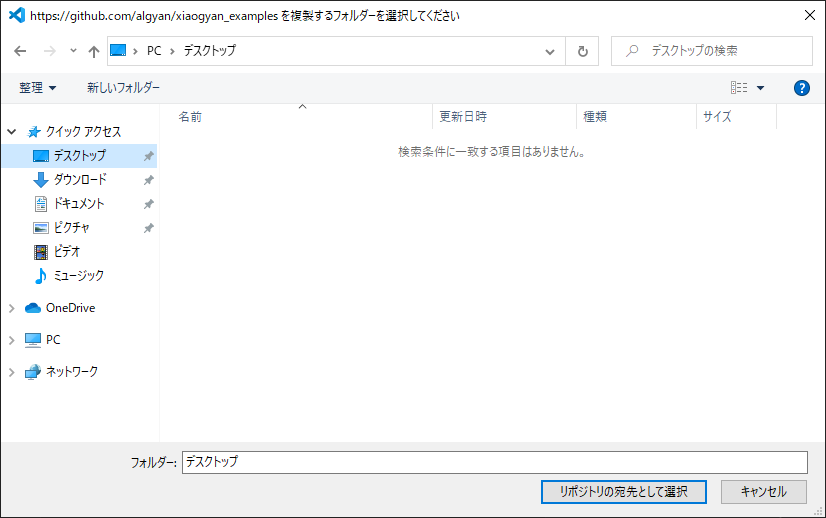 https://github.com/algyan/xiaogyan_examples を複製するフォルダーを選択してください
PC > デスクトップ
デスクトップの検索
整理
新しいフォルダー
名前 更新日時 種類 サイズ
検索条件に一致する項目はありません。
クイック アクセス
デスクトップ
ダウンロード
ドキュメント
ピクチャ
ビデオ
ミュージック
OneDrive
PC
ネットワーク
フォルダー: デスクトップ
リポジトリの宛先として選択
キャンセル